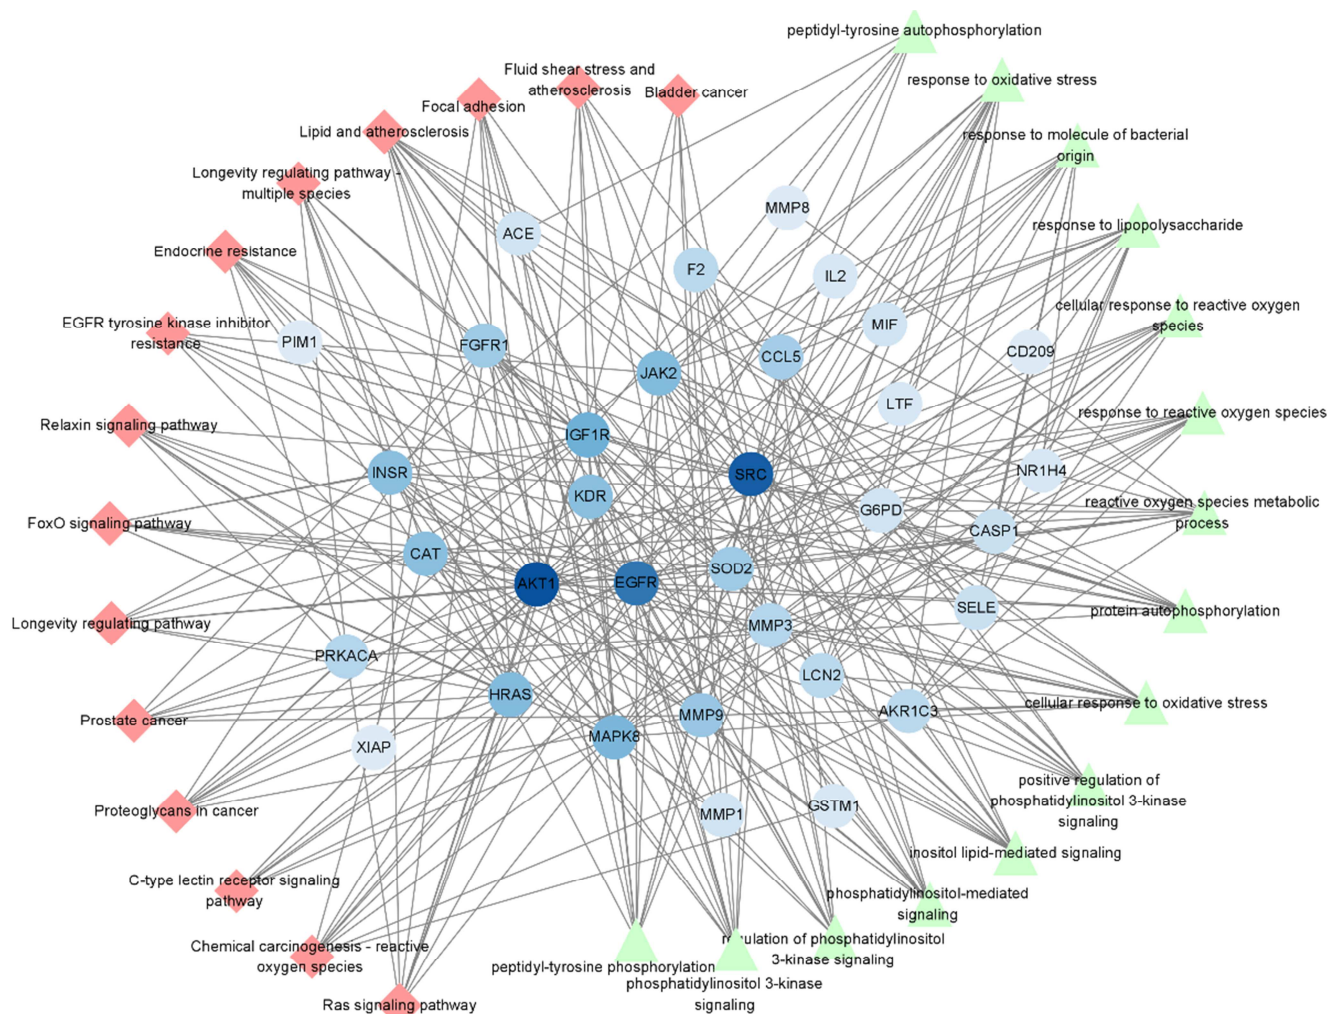 peptidyl-tyrosine autophosphorylation
Fluid shear stress and
atherosclerosis
Bladder cancer
response to oxidative stress
Focal adhesion
Lipid and atherosclerosis
response to molecule of bacterial
origin
Longevity regulating pathway -
multiple species
MMP8
response to lipopolysaccharide
ACE
Endocrine resistance
F2
IL2
cellular response to reactive oxygen
species
EGFR tyrosine kinase inhibitor
resistance
PIM1
FGFR1
MIF
CD209
JAK2
CCL5
LTF
response to reactive oxygen species
Relaxin signaling pathway
IGF1R
INSR
SRC
NR1H4
KDR
G6PD
reactive oxygen species metabolic
process
FoxO signaling pathway
CASP1
CAT
AKT1
EGFR
SOD2
SELE
protein autophosphorylation
Longevity regulating pathway
MMP3
PRKACA
LCN2
HRAS
cellular response to oxidative stress
Prostate cancer
MMP9
AKR1C3
MAPK8
XIAP
positive regulation of
phosphatidylinositol 3-kinase
signaling
Proteoglycans in cancer
MMP1
GSTM1
inositol lipid-mediated signaling
C-type lectin receptor signaling
pathway
phosphatidylinositol-mediated
signaling
Chemical carcinogenesis - reactive
oxygen species
regulation of phosphatidylinositol
3-kinase signaling
peptidyl-tyrosine phosphorylation
phosphatidylinositol 3-kinase
signaling
Ras signaling pathway